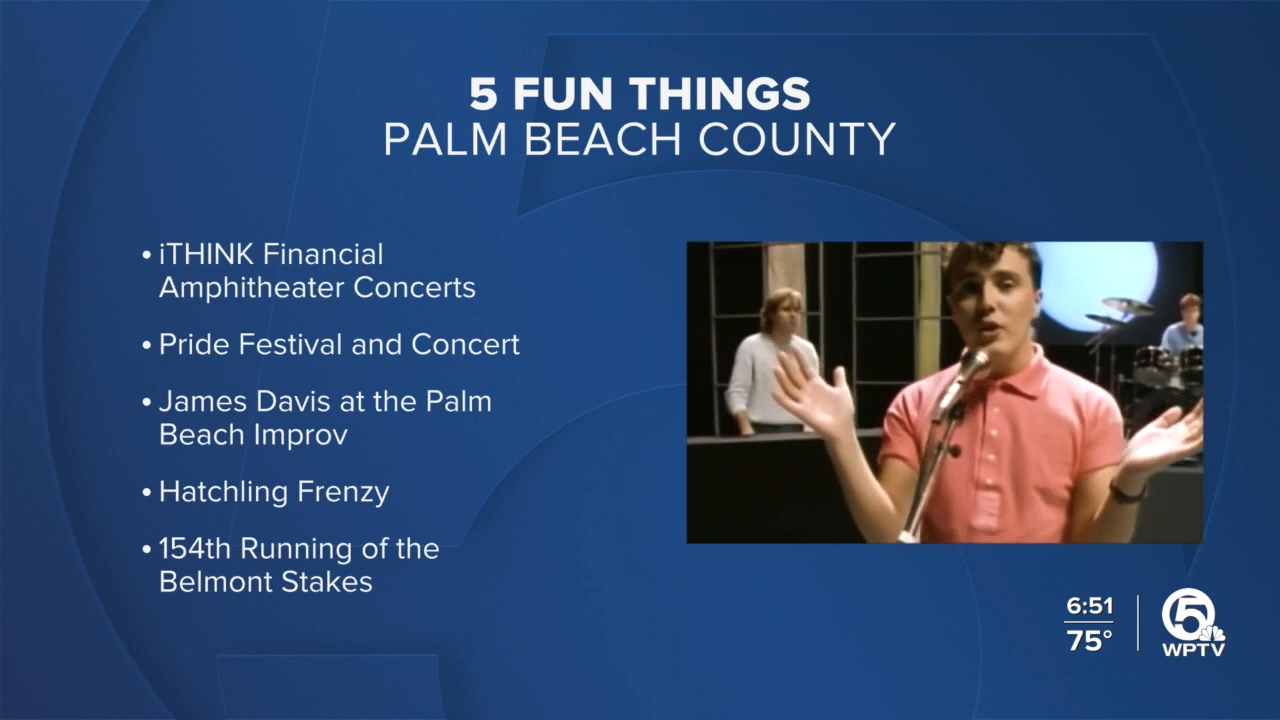 5 FUN THINGS
PALM BEACH COUNTY
• iTHINK Financial
Amphitheater Concerts
• Pride Festival and Concert
• James Davis at the Palm
Beach Improv
• Hatchling Frenzy
• 154th Running of the
Belmont Stakes
6:51
75°
5
WPTV